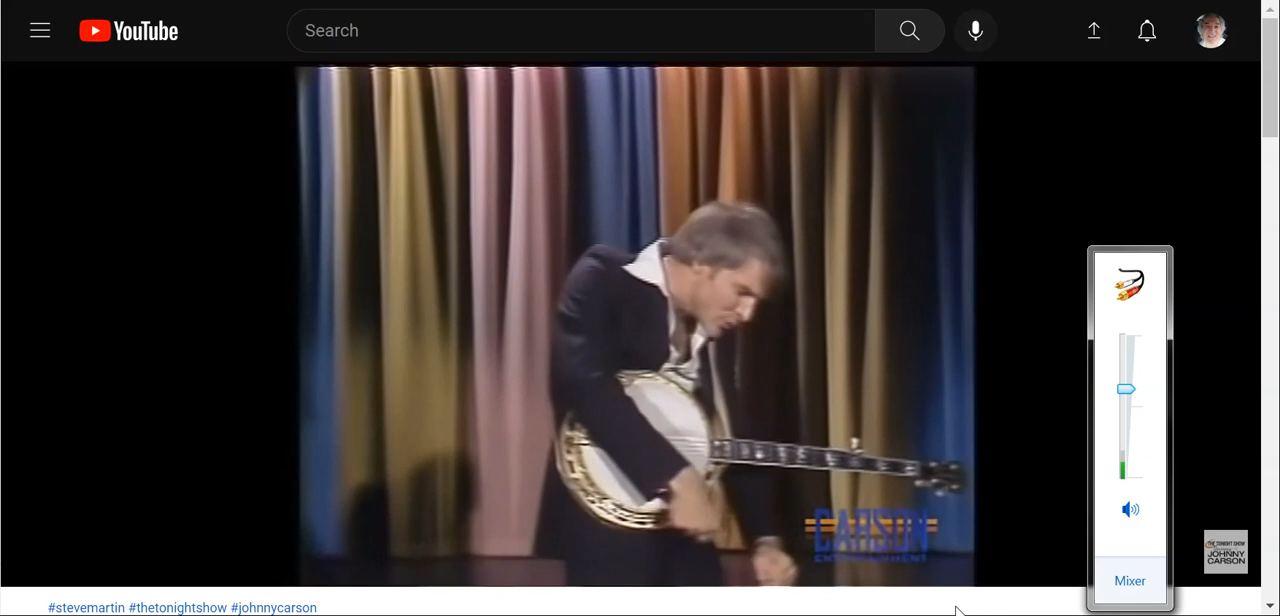 YouTube
Search
CARSON
ENTERTAINMENT
THE TONIGHT SHOW
JOHNNY
CARSON
Mixer
#stevemartin #thetonightshow #johnnycarson